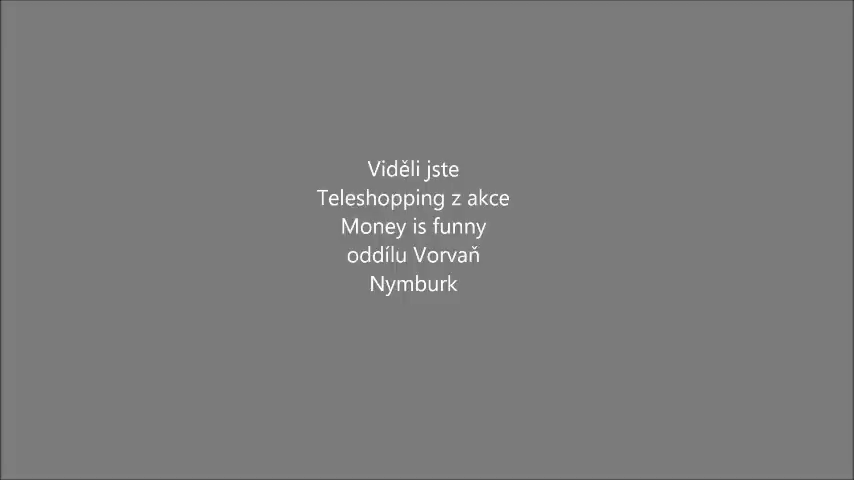 Viděli jste
Teleshopping z akce
Money is funny
oddílu Vorvaň
Nymburk